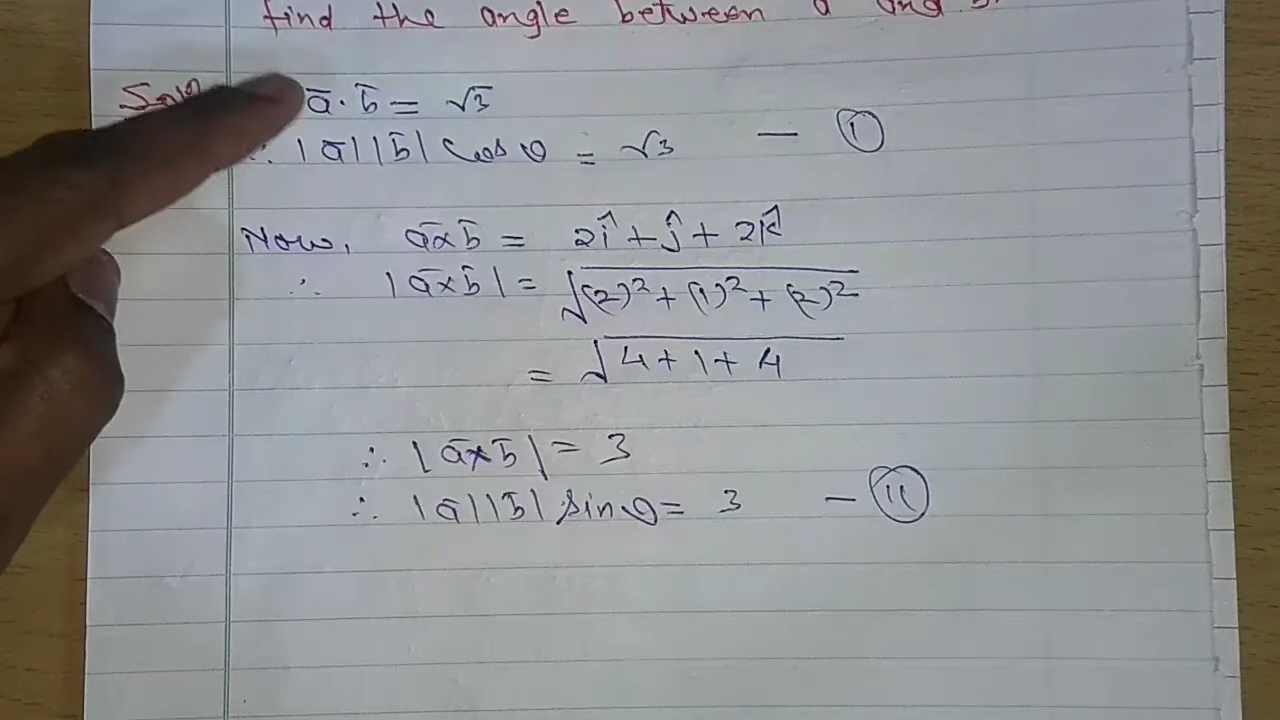 find the angle between a and b.
Soln
ā · b̄ = √3
∴ |ā||b̄| cos θ = √3 — (I)
Now, ā×b̄ = 2î + ĵ + 2k̂
∴ |ā×b̄| = √(2)² + (1)² + (2)²
= √4 + 1 + 4
∴ |ā×b̄| = 3
∴ |ā||b̄| sin θ = 3 — (II)